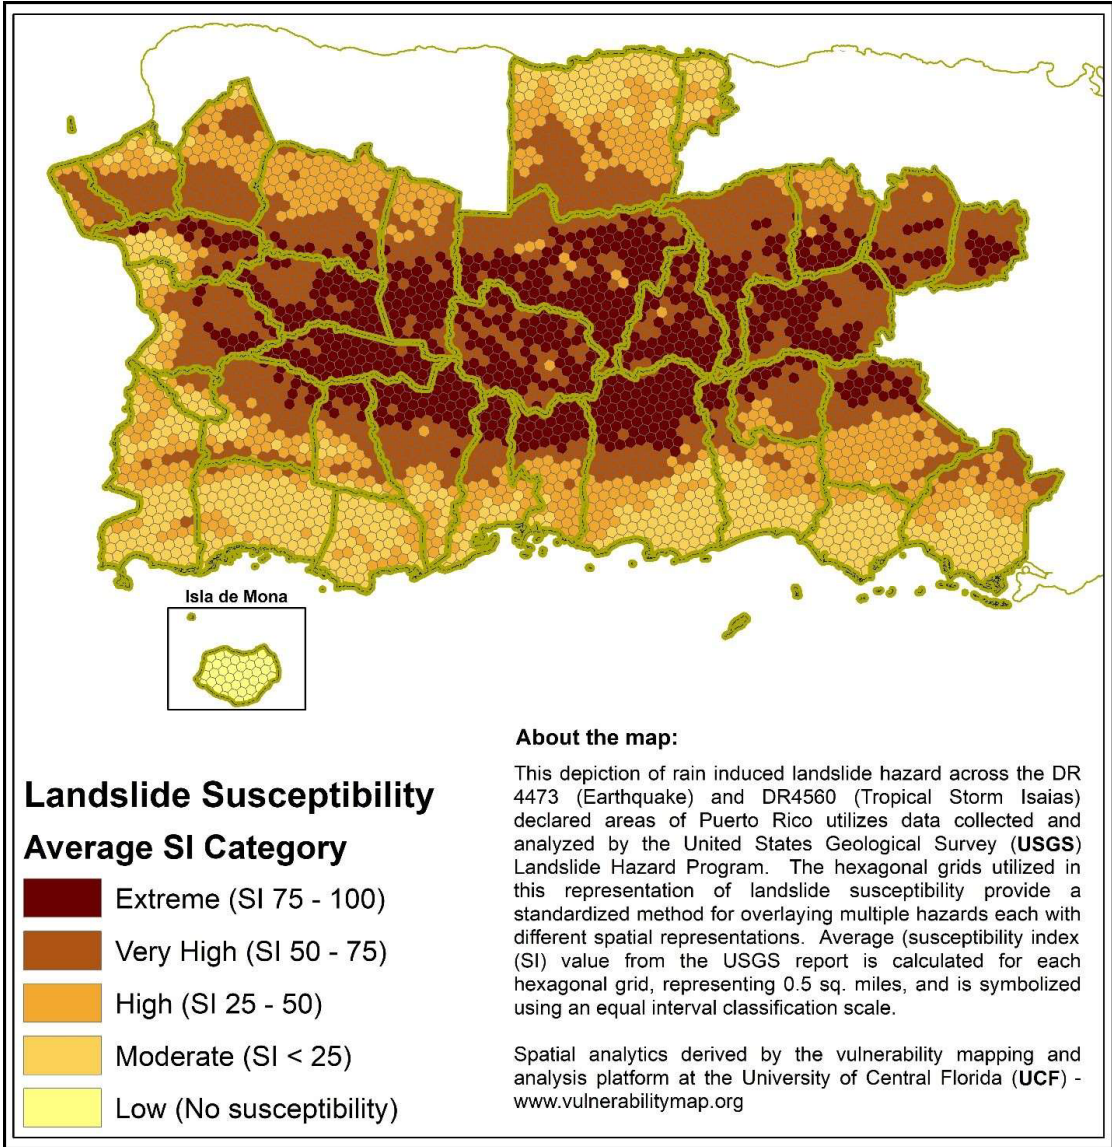 Isla de Mona
Landslide Susceptibility
Average SI Category
Extreme (SI 75 - 100)
Very High (SI 50 - 75)
High (SI 25 - 50)
Moderate (SI < 25)
Low (No susceptibility)
About the map:
This depiction of rain induced landslide hazard across the DR
4473 (Earthquake) and DR4560 (Tropical Storm Isaias)
declared areas of Puerto Rico utilizes data collected and
analyzed by the United States Geological Survey (USGS)
Landslide Hazard Program. The hexagonal grids utilized in
this representation of landslide susceptibility provide a
standardized method for overlaying multiple hazards each with
different spatial representations. Average (susceptibility index
(SI) value from the USGS report is calculated for each
hexagonal grid, representing 0.5 sq. miles, and is symbolized
using an equal interval classification scale.
Spatial analytics derived by the vulnerability mapping and
analysis platform at the University of Central Florida (UCF) -
www.vulnerabilitymap.org